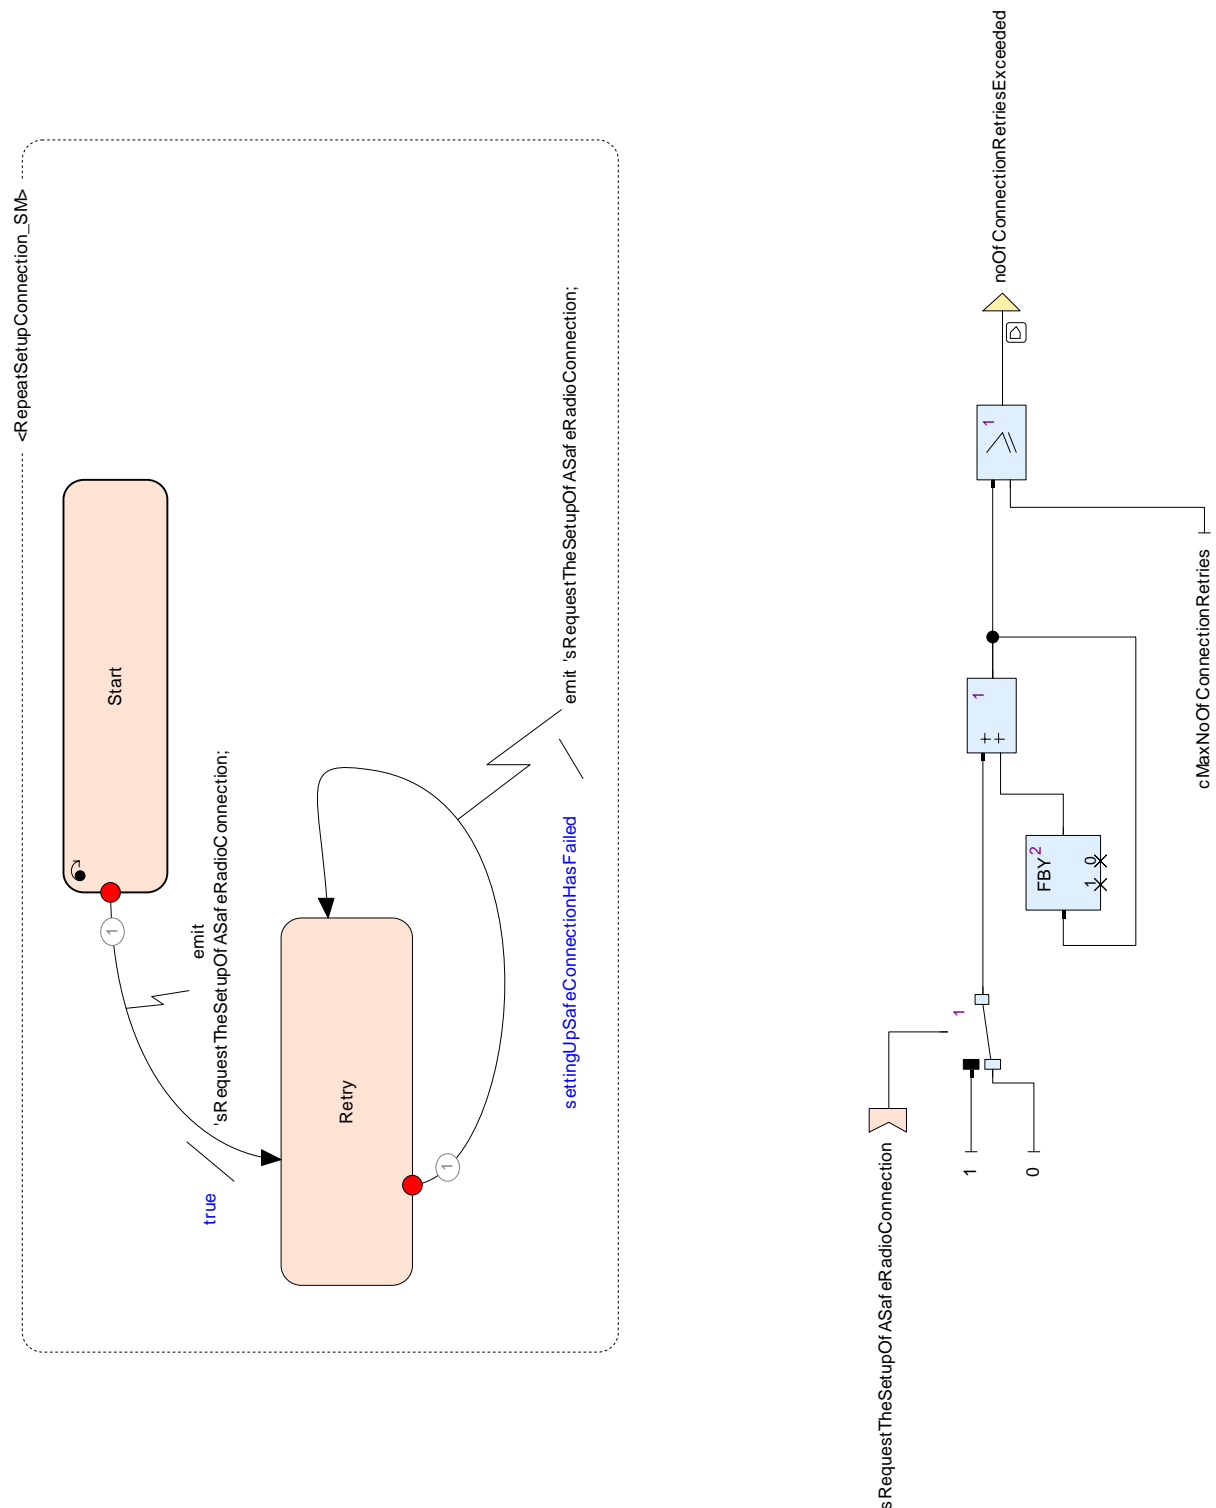 <RepeatSetupConnection_SM>
Start
1
emit
'sRequestTheSetupOfASafeRadioConnection;
true
Retry
1
emit 'sRequestTheSetupOfASafeRadioConnection;
settingUpSafeConnectionHasFailed
sRequestTheSetupOfASafeRadioConnection
1
0
1
FBY
2
1
0
1
++
cMaxNoOfConnectionRetries
1
≥
noOfConnectionRetriesExceeded